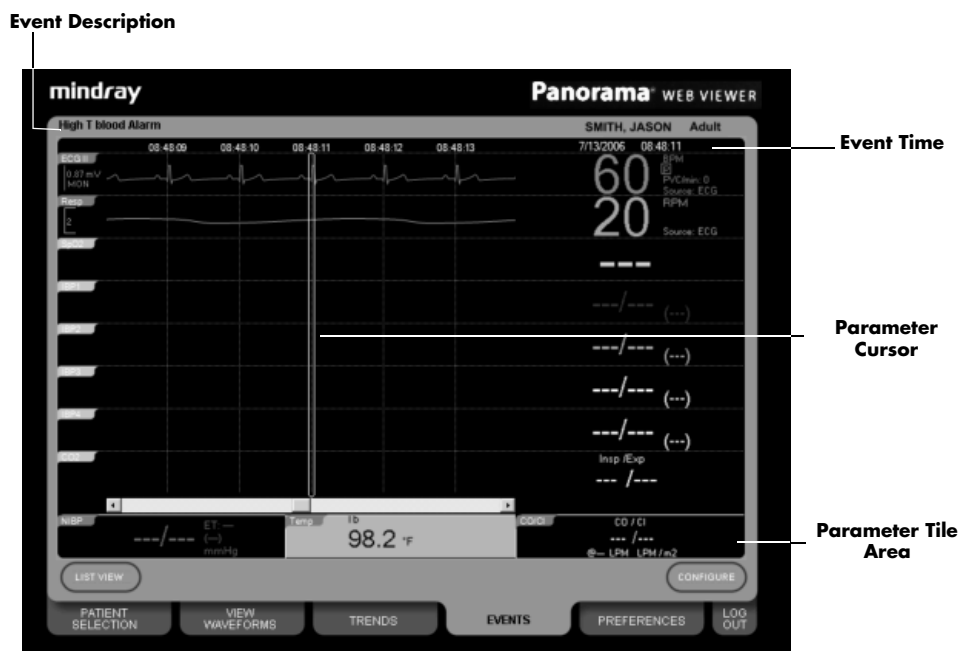 Event Description
mindray
Panorama® WEB VIEWER
High T blood Alarm
SMITH, JASON Adult
Event Time
08:48:09 08:48:10 08:48:11 08:48:12 08:48:13
7/13/2006 08:48:11
ECG II
0.87 mV
MON
60
BPM
PVC/min: 0
Source: ECG
Resp
2
20
RPM
Source: ECG
SpO2
---
IBP1
---/--- (---)
IBP2
---/--- (---)
Parameter
Cursor
IBP3
---/--- (---)
IBP4
---/--- (---)
CO2
Insp /Exp
--- /---
NIBP
---/---
ET: ---
(---)
mmHg
Temp
98.2 °F
CO/CI
CO / CI
--- /---
@--- LPM LPM/m2
Parameter Tile
Area
LIST VIEW
CONFIGURE
PATIENT
SELECTION
VIEW
WAVEFORMS
TRENDS
EVENTS
PREFERENCES
LOG
OUT